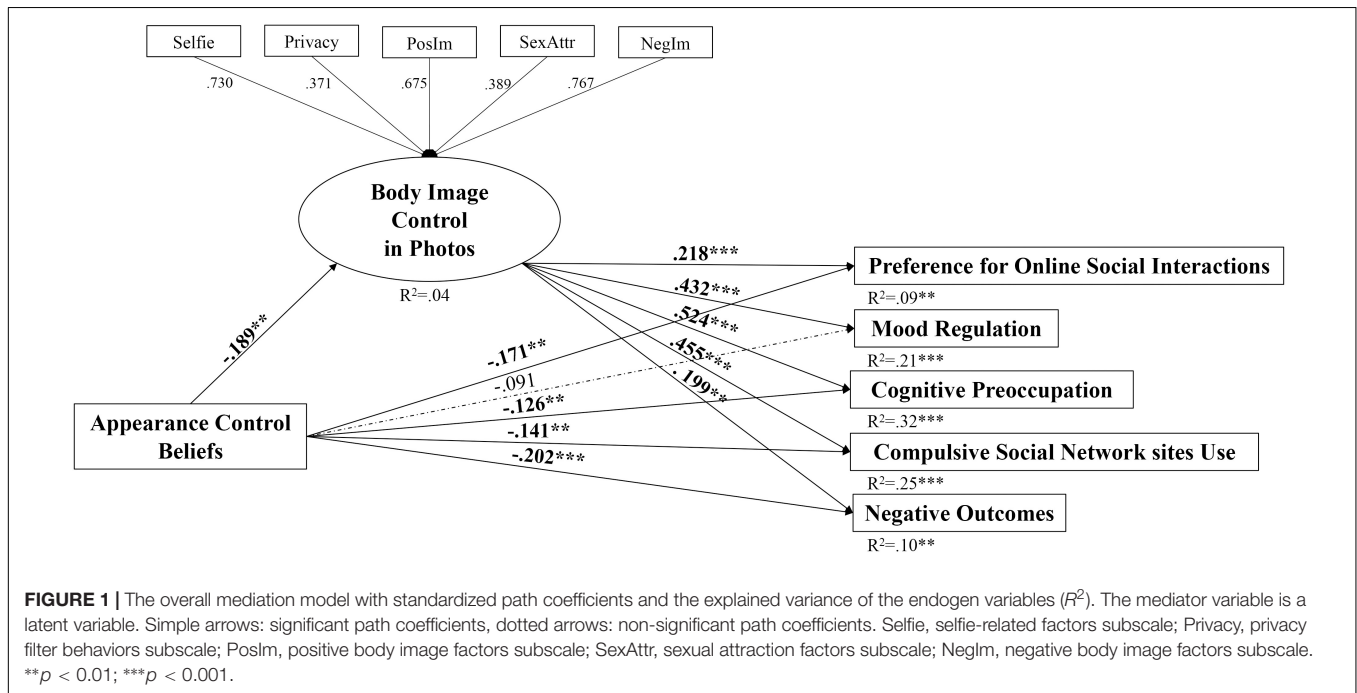 Selfie
Privacy
PosIm
SexAttr
NegIm
.730
.371
.675
.389
.767
Body Image
Control
in Photos
R²=.04
-.189**
Appearance Control
Beliefs
.218***
.432***
.524***
.455***
.199**
-.171**
-.091
-.126**
-.141**
-.202***
Preference for Online Social Interactions
R²=.09**
Mood Regulation
R²=.21***
Cognitive Preoccupation
R²=.32***
Compulsive Social Network sites Use
R²=.25***
Negative Outcomes
R²=.10**
FIGURE 1 | The overall mediation model with standardized path coefficients and the explained variance of the endogen variables (R²). The mediator variable is a
latent variable. Simple arrows: significant path coefficients, dotted arrows: non-significant path coefficients. Selfie, selfie-related factors subscale; Privacy, privacy
filter behaviors subscale; PosIm, positive body image factors subscale; SexAttr, sexual attraction factors subscale; NegIm, negative body image factors subscale.
**p < 0.01; ***p < 0.001.